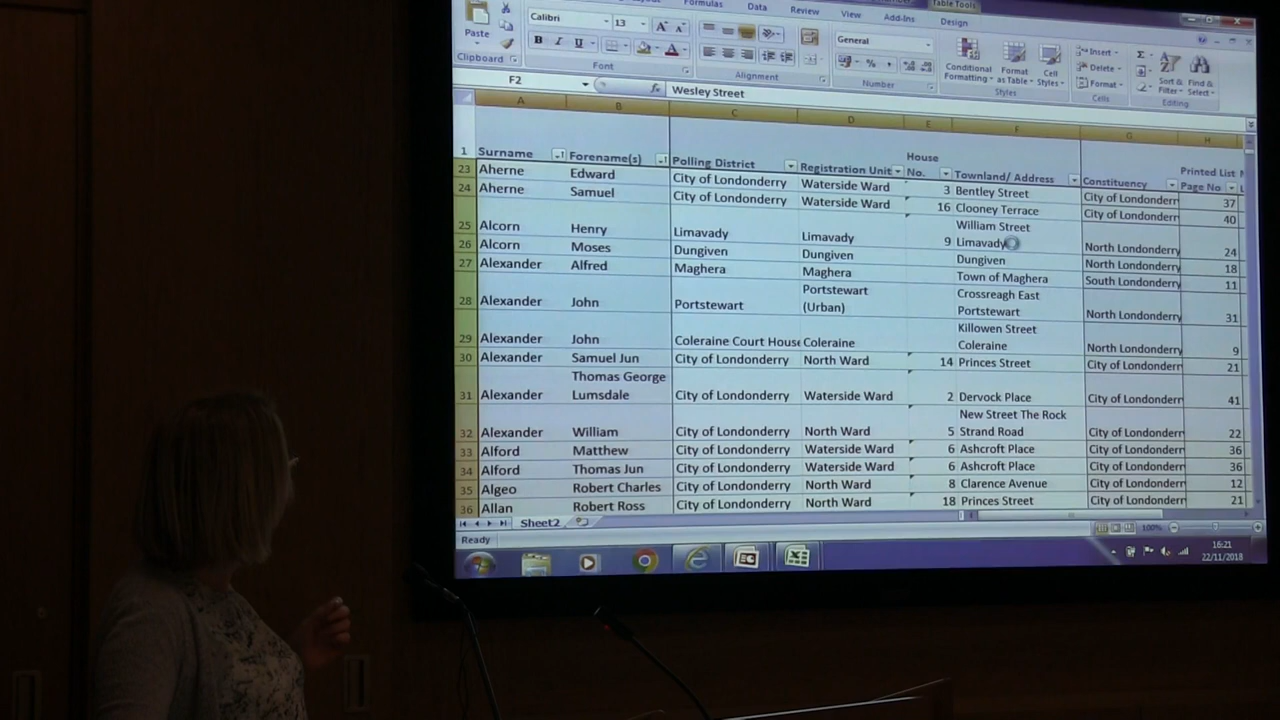 Formulas Data Review View Add-Ins Design
Table Tools
Paste
Clipboard
Calibri 13 A A
B I U A
Font
Alignment
General
% ,
Number
Conditional Formatting
Format as Table
Cell Styles
Styles
Insert
Delete
Format
Cells
Σ
Sort & Filter
Find & Select
Editing
F2 fx Wesley Street
A B C D E F G H
1 Surname Forename(s) Polling District Registration Unit House No. Townland/ Address Constituency Printed List Page No
23 Aherne Edward City of Londonderry Waterside Ward 3 Bentley Street City of Londonderr 37
24 Aherne Samuel City of Londonderry Waterside Ward 16 Clooney Terrace City of Londonderr 40
William Street
25 Alcorn Henry Limavady Limavady 9 Limavady North Londonderry 24
26 Alcorn Moses Dungiven Dungiven Dungiven North Londonderry 18
27 Alexander Alfred Maghera Maghera Town of Maghera South Londonderry 11
Portstewart Crossreagh East
28 Alexander John Portstewart (Urban) Portstewart North Londonderry 31
Killowen Street
29 Alexander John Coleraine Court House Coleraine Coleraine North Londonderry 9
30 Alexander Samuel Jun City of Londonderry North Ward 14 Princes Street City of Londonderr 21
Thomas George
31 Alexander Lumsdale City of Londonderry Waterside Ward 2 Dervock Place City of Londonderr 41
New Street The Rock
32 Alexander William City of Londonderry North Ward 5 Strand Road City of Londonderr 22
33 Alford Matthew City of Londonderry Waterside Ward 6 Ashcroft Place City of Londonderr 36
34 Alford Thomas Jun City of Londonderry Waterside Ward 6 Ashcroft Place City of Londonderr 36
35 Algeo Robert Charles City of Londonderry North Ward 8 Clarence Avenue City of Londonderr 12
36 Allan Robert Ross City of Londonderry North Ward 18 Princes Street City of Londonderr 21
Sheet2
Ready 100%
16:21
22/11/2018